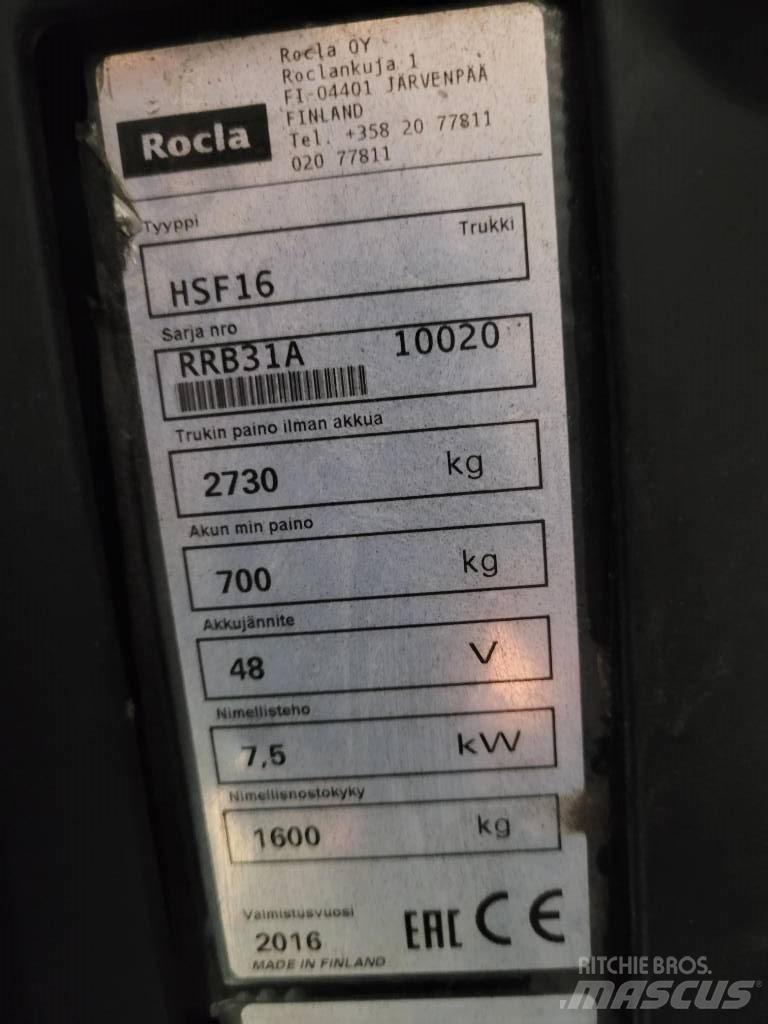 Rocla OY
Roclankuja 1
FI-04401 JÄRVENPÄÄ
FINLAND
Tel. +358 20 77811
020 77811
Rocla
Tyyppi Trukki
HSF16
Sarja nro
RRB31A 10020
Trukin paino ilman akkua
2730 kg
Akun min paino
700 kg
Akkujännite
48 V
Nimellisteho
7,5 kW
Nimellisnostokyky
1600 kg
Valmistusvuosi
2016 EAC CE
MADE IN FINLAND
RITCHIE BROS.
MASCUS